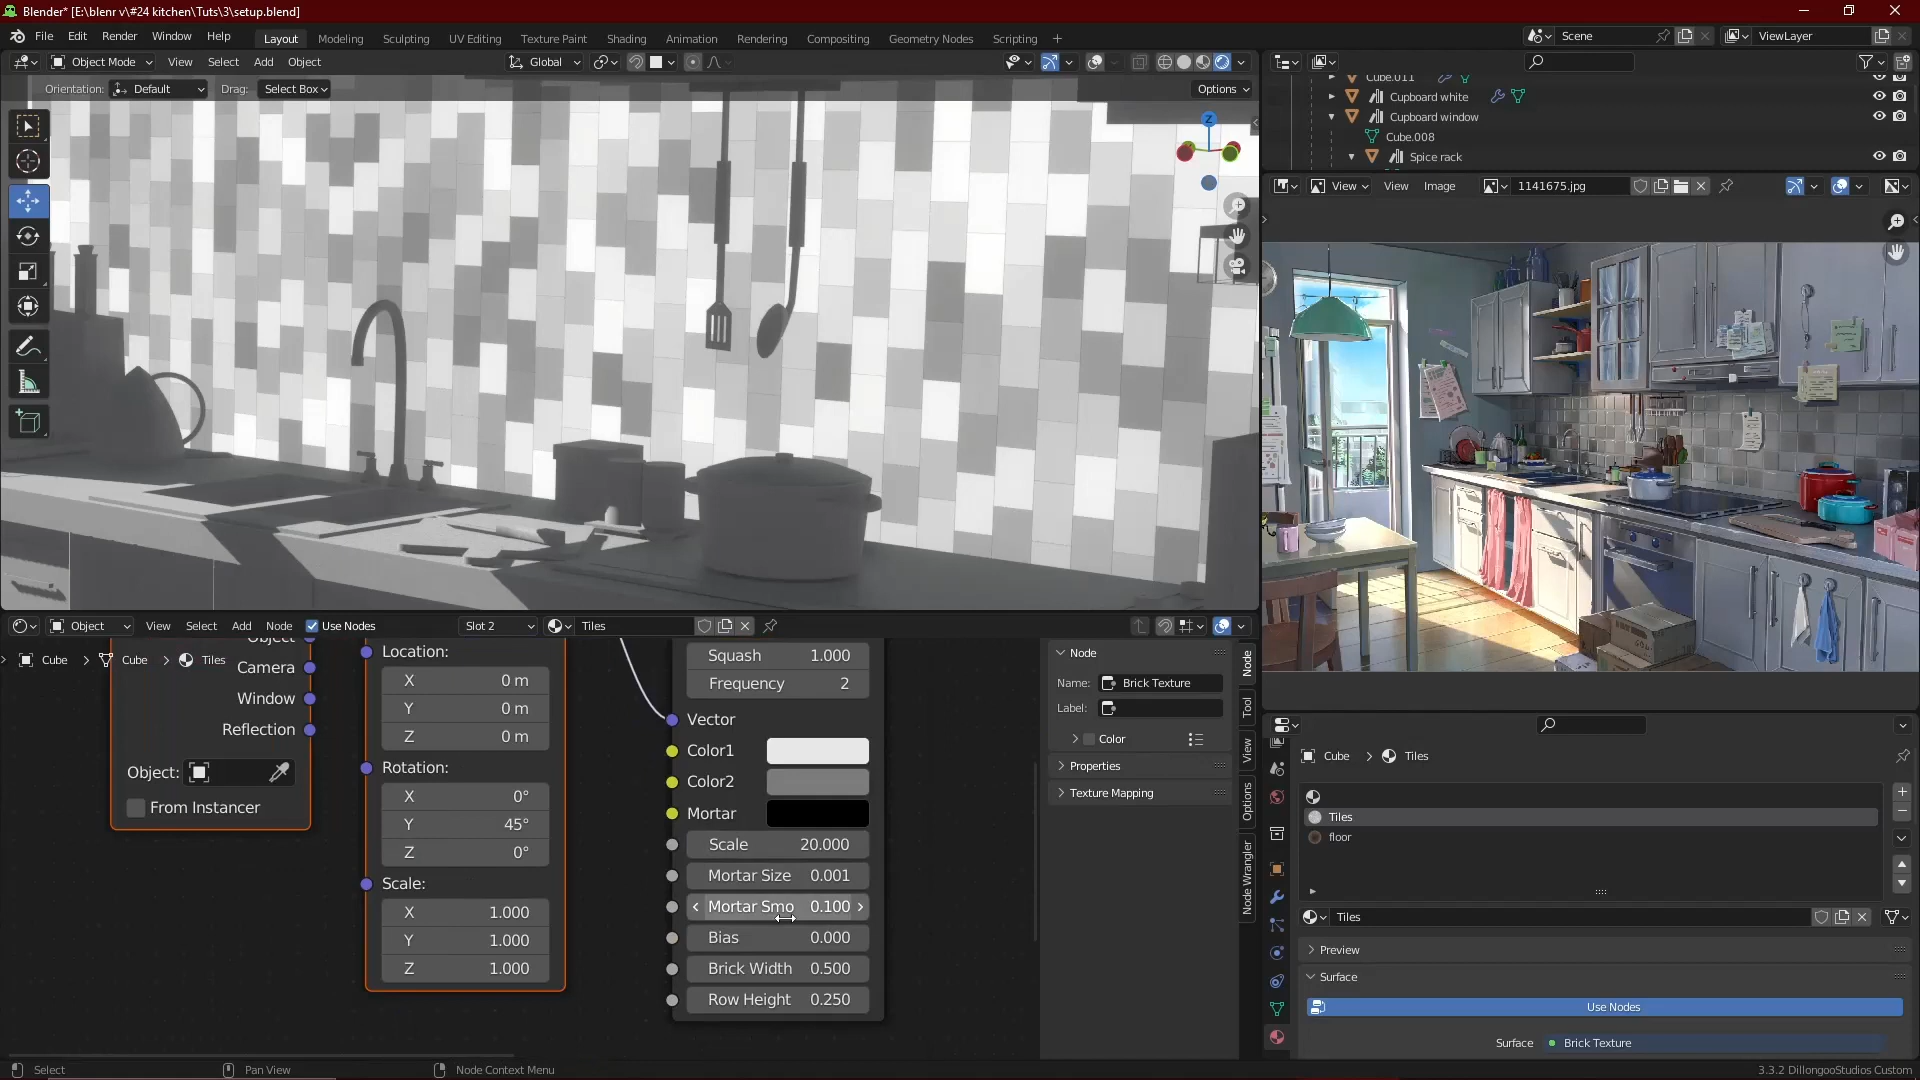 Blender* [E:\blenr v\#24 kitchen\Tuts\3\setup.blend]
File Edit Render Window Help
Layout Modeling Sculpting UV Editing Texture Paint Shading Animation Rendering Compositing Geometry Nodes Scripting +
Scene
ViewLayer
Object Mode View Select Add Object
Global
Orientation: Default Drag: Select Box
Options
Z
Cube.011
Cupboard white
Cupboard window
Cube.008
Spice rack
View View Image 1141675.jpg
Object View Select Add Node Use Nodes Slot 2 Tiles
Cube > Cube > Tiles
Object
Camera
Window
Reflection
Object:
From Instancer
Location:
X 0 m
Y 0 m
Z 0 m
Rotation:
X 0°
Y 45°
Z 0°
Scale:
X 1.000
Y 1.000
Z 1.000
Squash 1.000
Frequency 2
Vector
Color1
Color2
Mortar
Scale 20.000
Mortar Size 0.001
Mortar Smo 0.100
Bias 0.000
Brick Width 0.500
Row Height 0.250
Node
Name: Brick Texture
Label:
Color
Properties
Texture Mapping
Node
Tool
View
Options
Node Wrangler
Cube > Tiles
Tiles
floor
Tiles
Preview
Surface
Use Nodes
Surface Brick Texture
Select
Pan View
Node Context Menu
3.3.2 DillongooStudios Custom